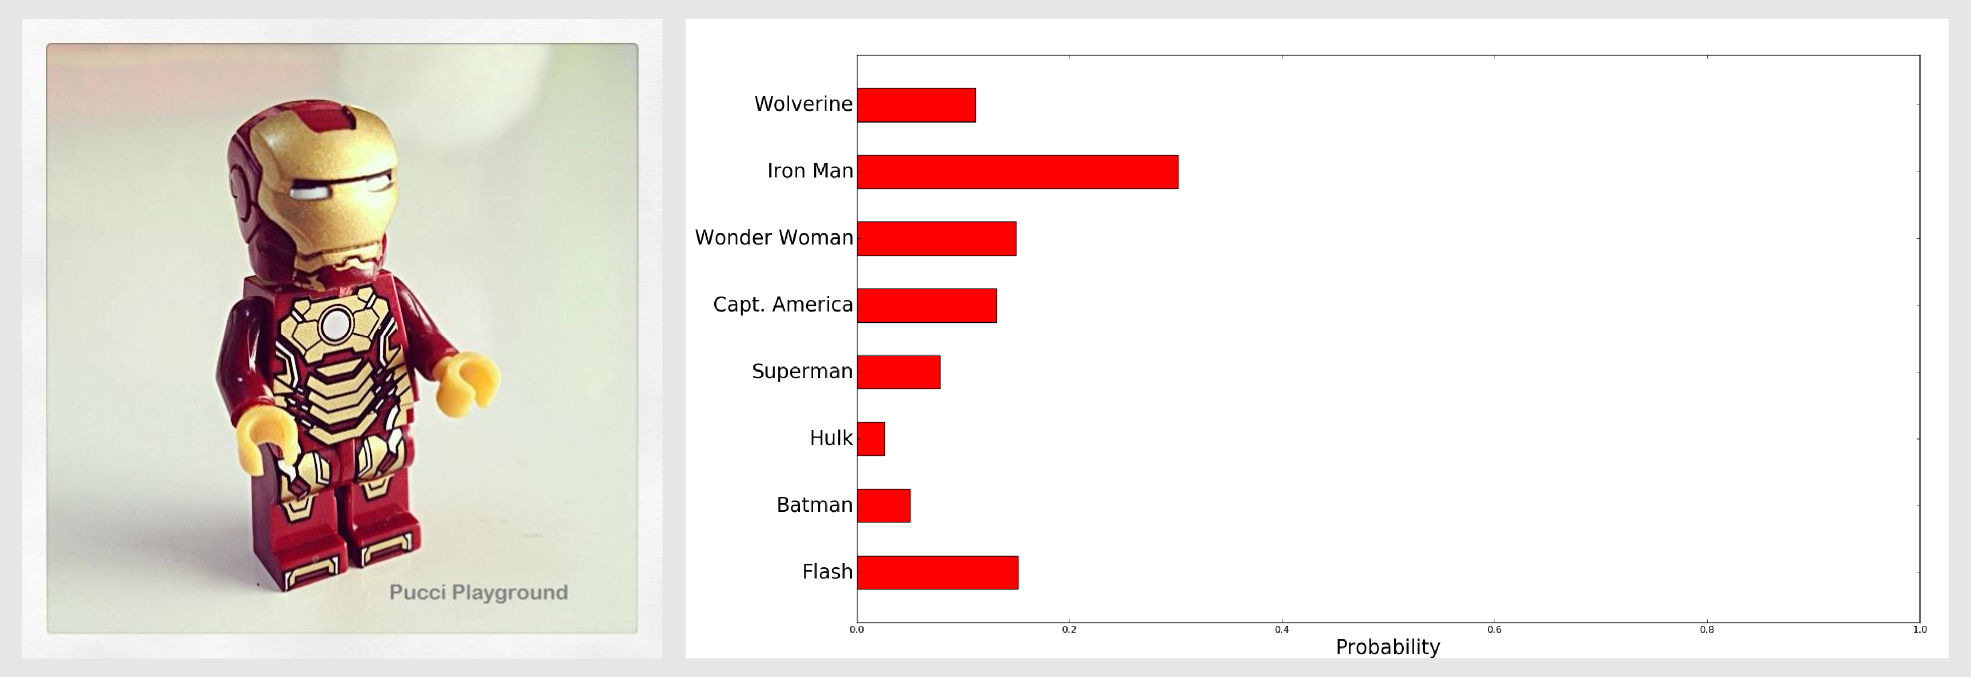 Pucci Playground
Wolverine
Iron Man
Wonder Woman
Capt. America
Superman
Hulk
Batman
Flash
0.0 0.2 0.4 0.6 0.8 1.0
Probability